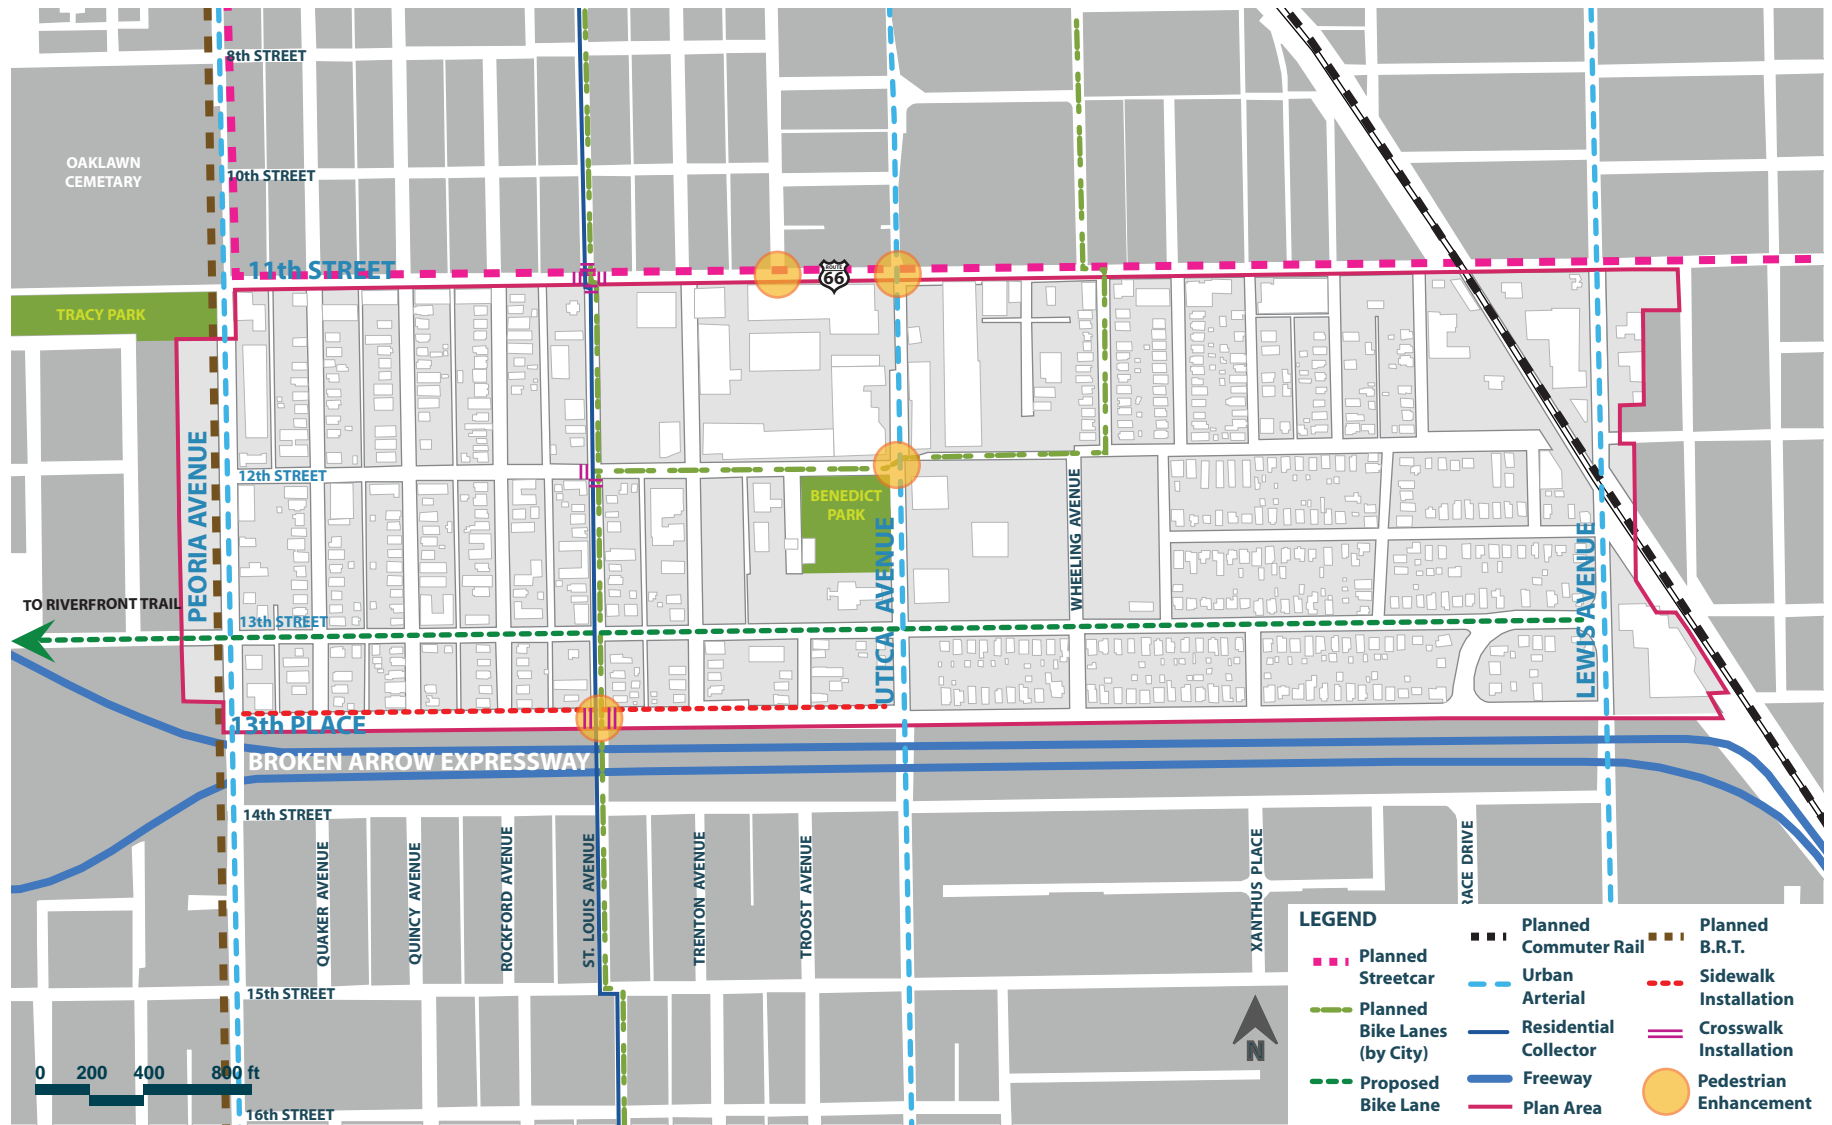 8th STREET
OAKLAWN
CEMETARY
10th STREET
11th STREET
ROUTE
66
TRACY PARK
PEORIA AVENUE
12th STREET
BENEDICT
PARK
UTICA AVENUE
WHEELING AVENUE
LEWIS AVENUE
TO RIVERFRONT TRAIL
13th STREET
13th PLACE
BROKEN ARROW EXPRESSWAY
14th STREET
QUAKER AVENUE
QUINCY AVENUE
ROCKFORD AVENUE
ST. LOUIS AVENUE
TRENTON AVENUE
TROOST AVENUE
XANTHUS PLACE
RACE DRIVE
15th STREET
16th STREET
0 200 400 800 ft
N
LEGEND
Planned
Streetcar
Planned
Bike Lanes
(by City)
Proposed
Bike Lane
Planned
Commuter Rail
Urban
Arterial
Residential
Collector
Freeway
Plan Area
Planned
B.R.T.
Sidewalk
Installation
Crosswalk
Installation
Pedestrian
Enhancement